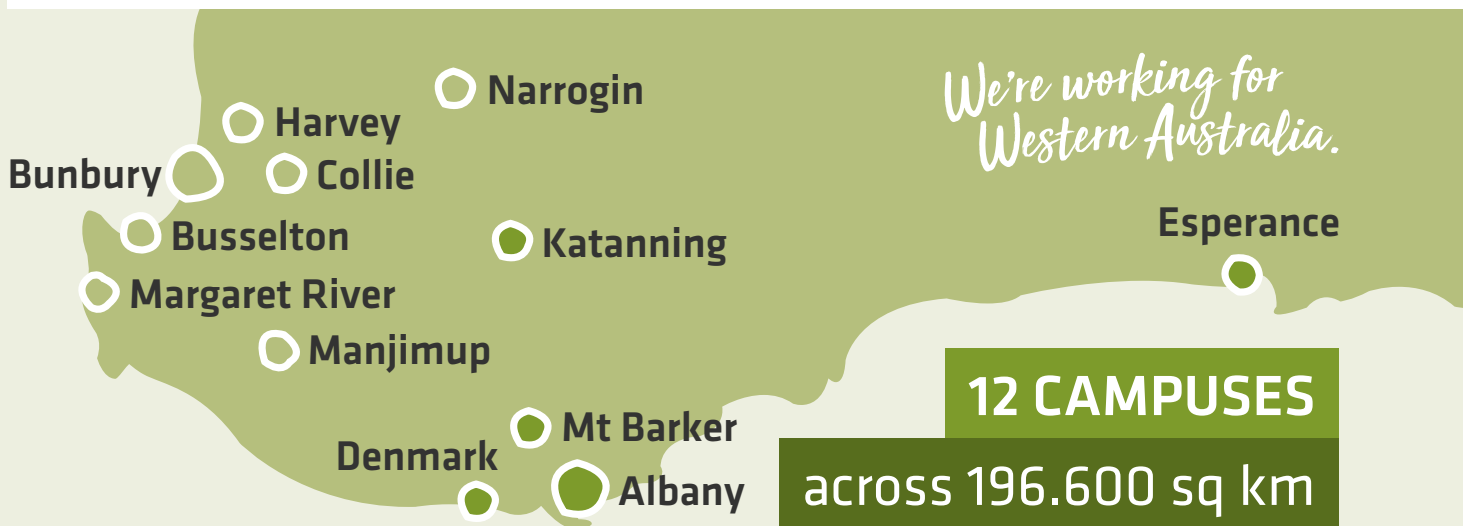 Narrogin
We're working for
Western Australia.
Harvey
Bunbury
Collie
Busselton
Katanning
Esperance
Margaret River
Manjimup
12 CAMPUSES
Mt Barker
Denmark
Albany
across 196.600 sq km